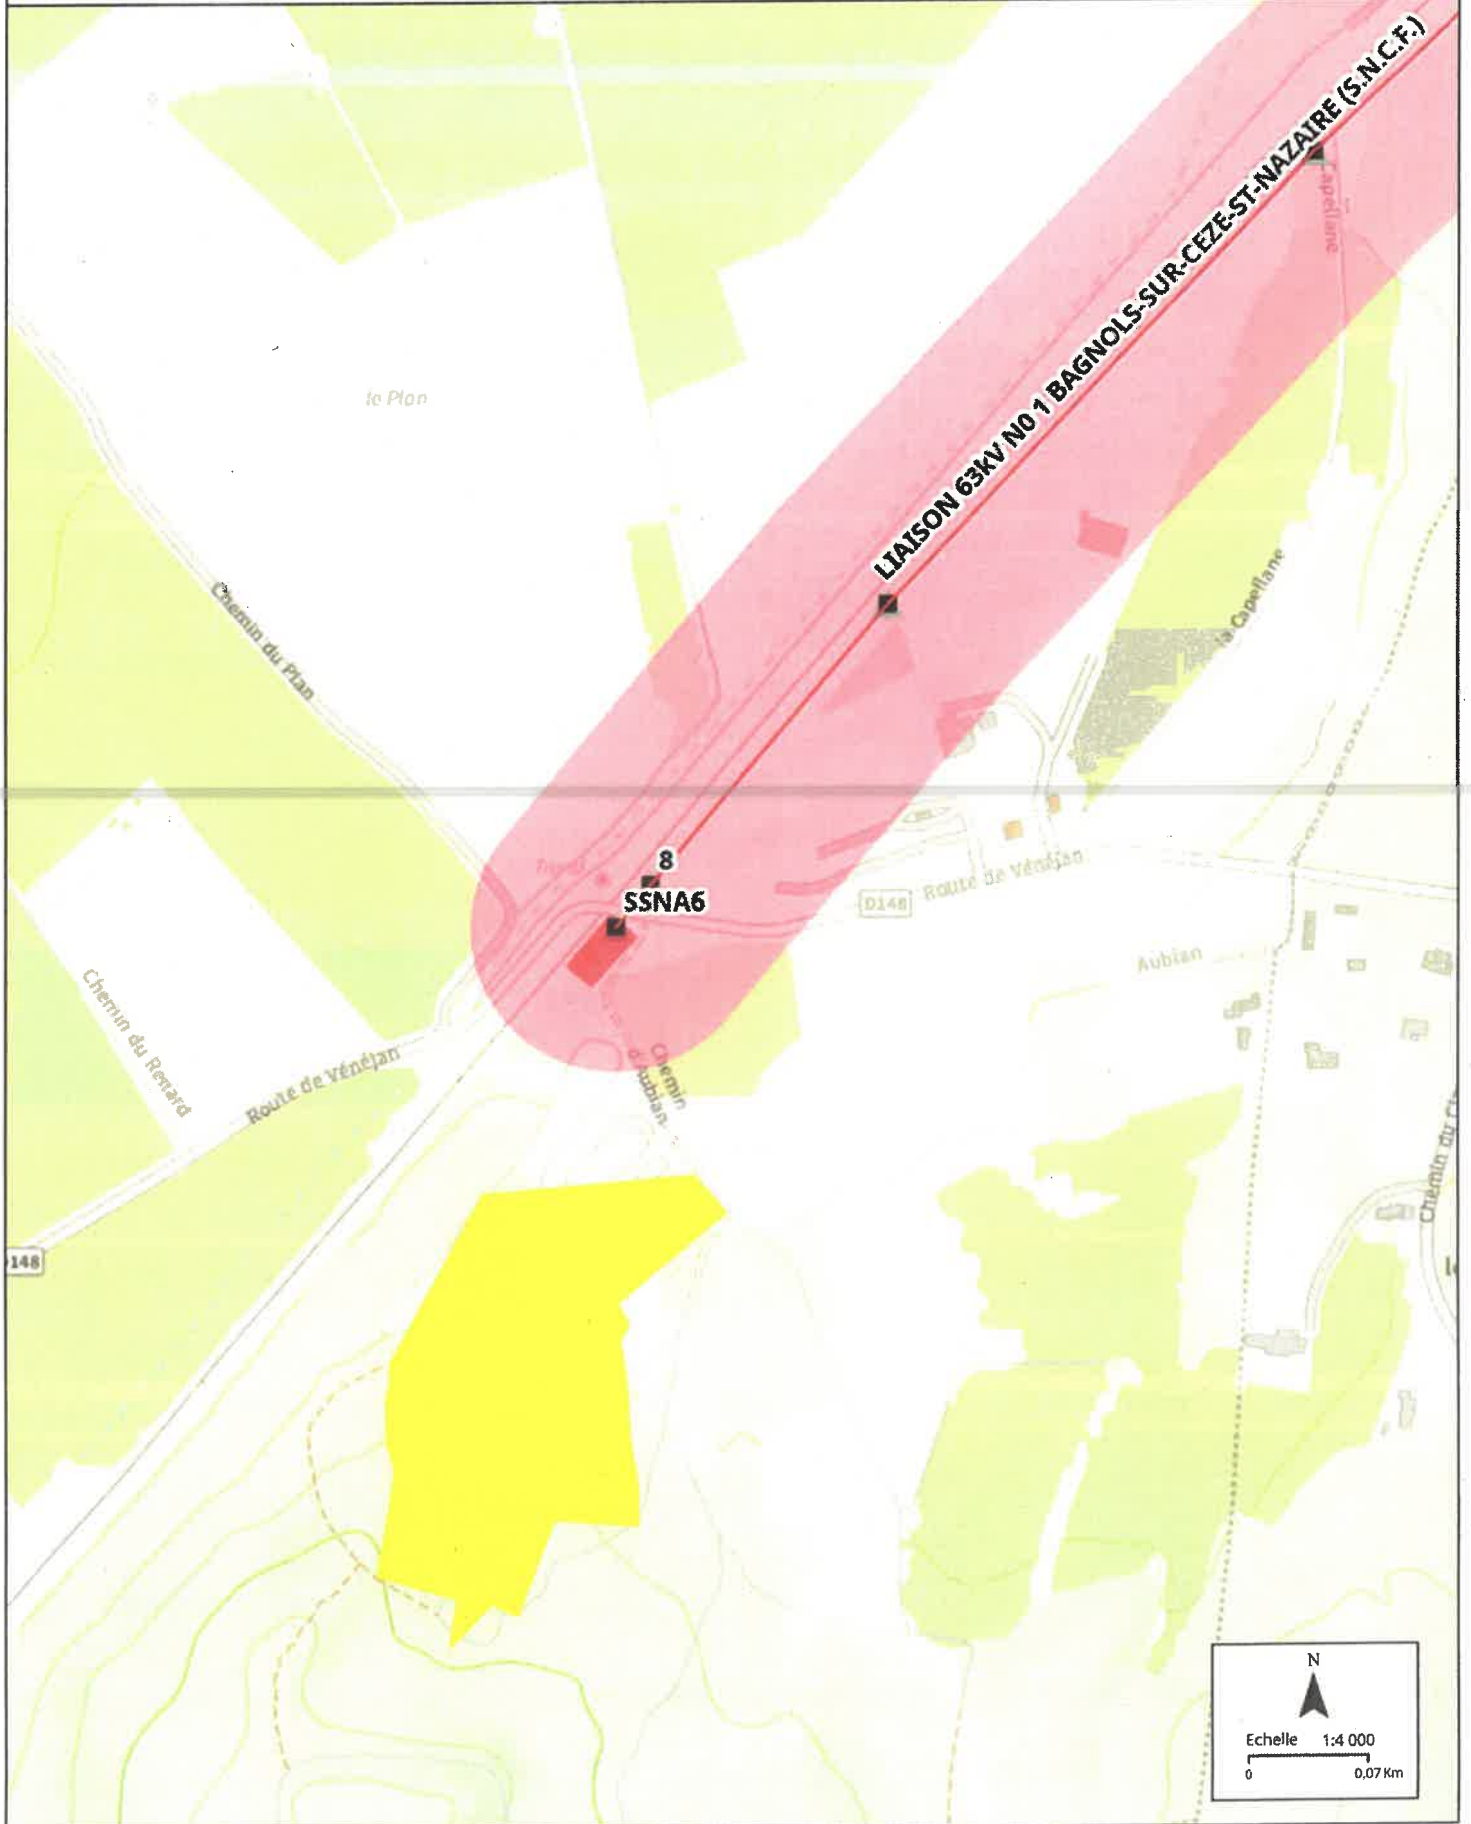 LIAISON 63kV N0 1 BAGNOLS-SUR-CEZE-ST-NAZAIRE (S.N.C.F.)
Capellane
le Plan
Chemin du Plan
la Capellane
8
SSNA6
D148
Route de Vénéjan
Aubian
Chemin du Renard
Route de Vénéjan
Chemin
d'Aubian
148
Chemin du
N
Echelle 1:4 000
0 0,07 Km